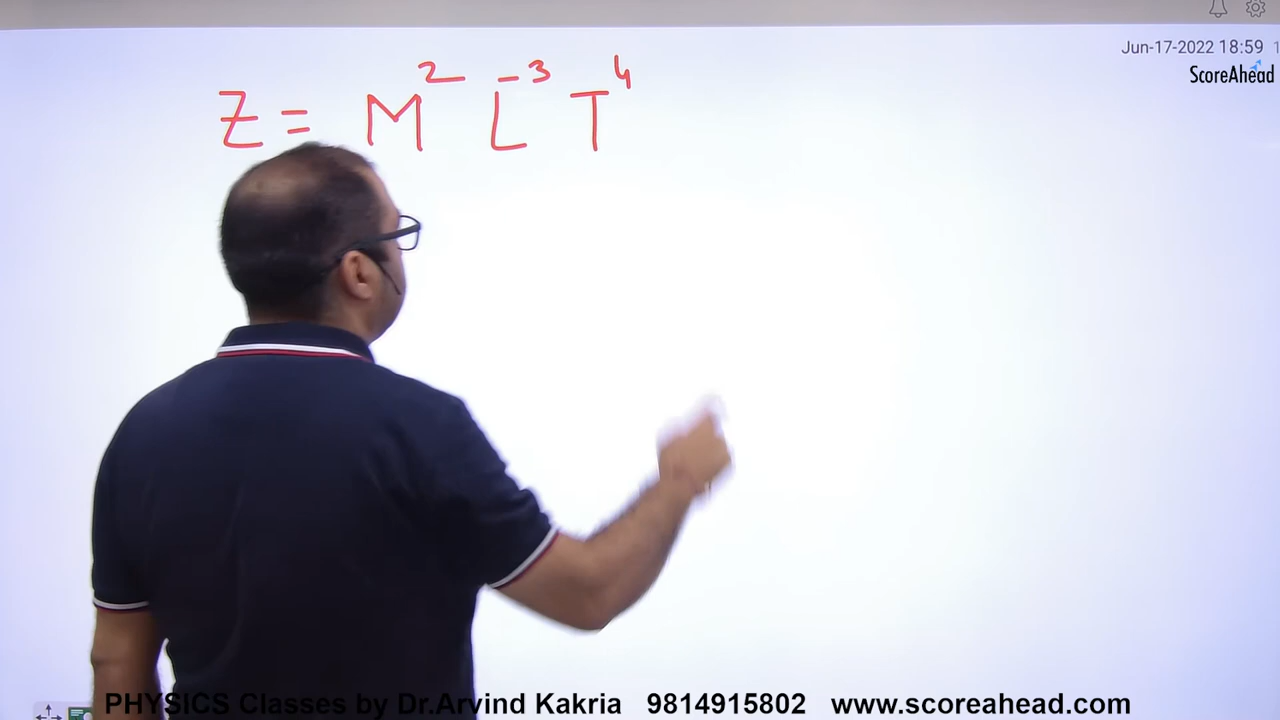 Jun-17-2022 18:59 1
ScoreAhead
Z = M² L⁻³ T⁴
PHYSICS Classes by Dr.Arvind Kakria 9814915802 www.scoreahead.com